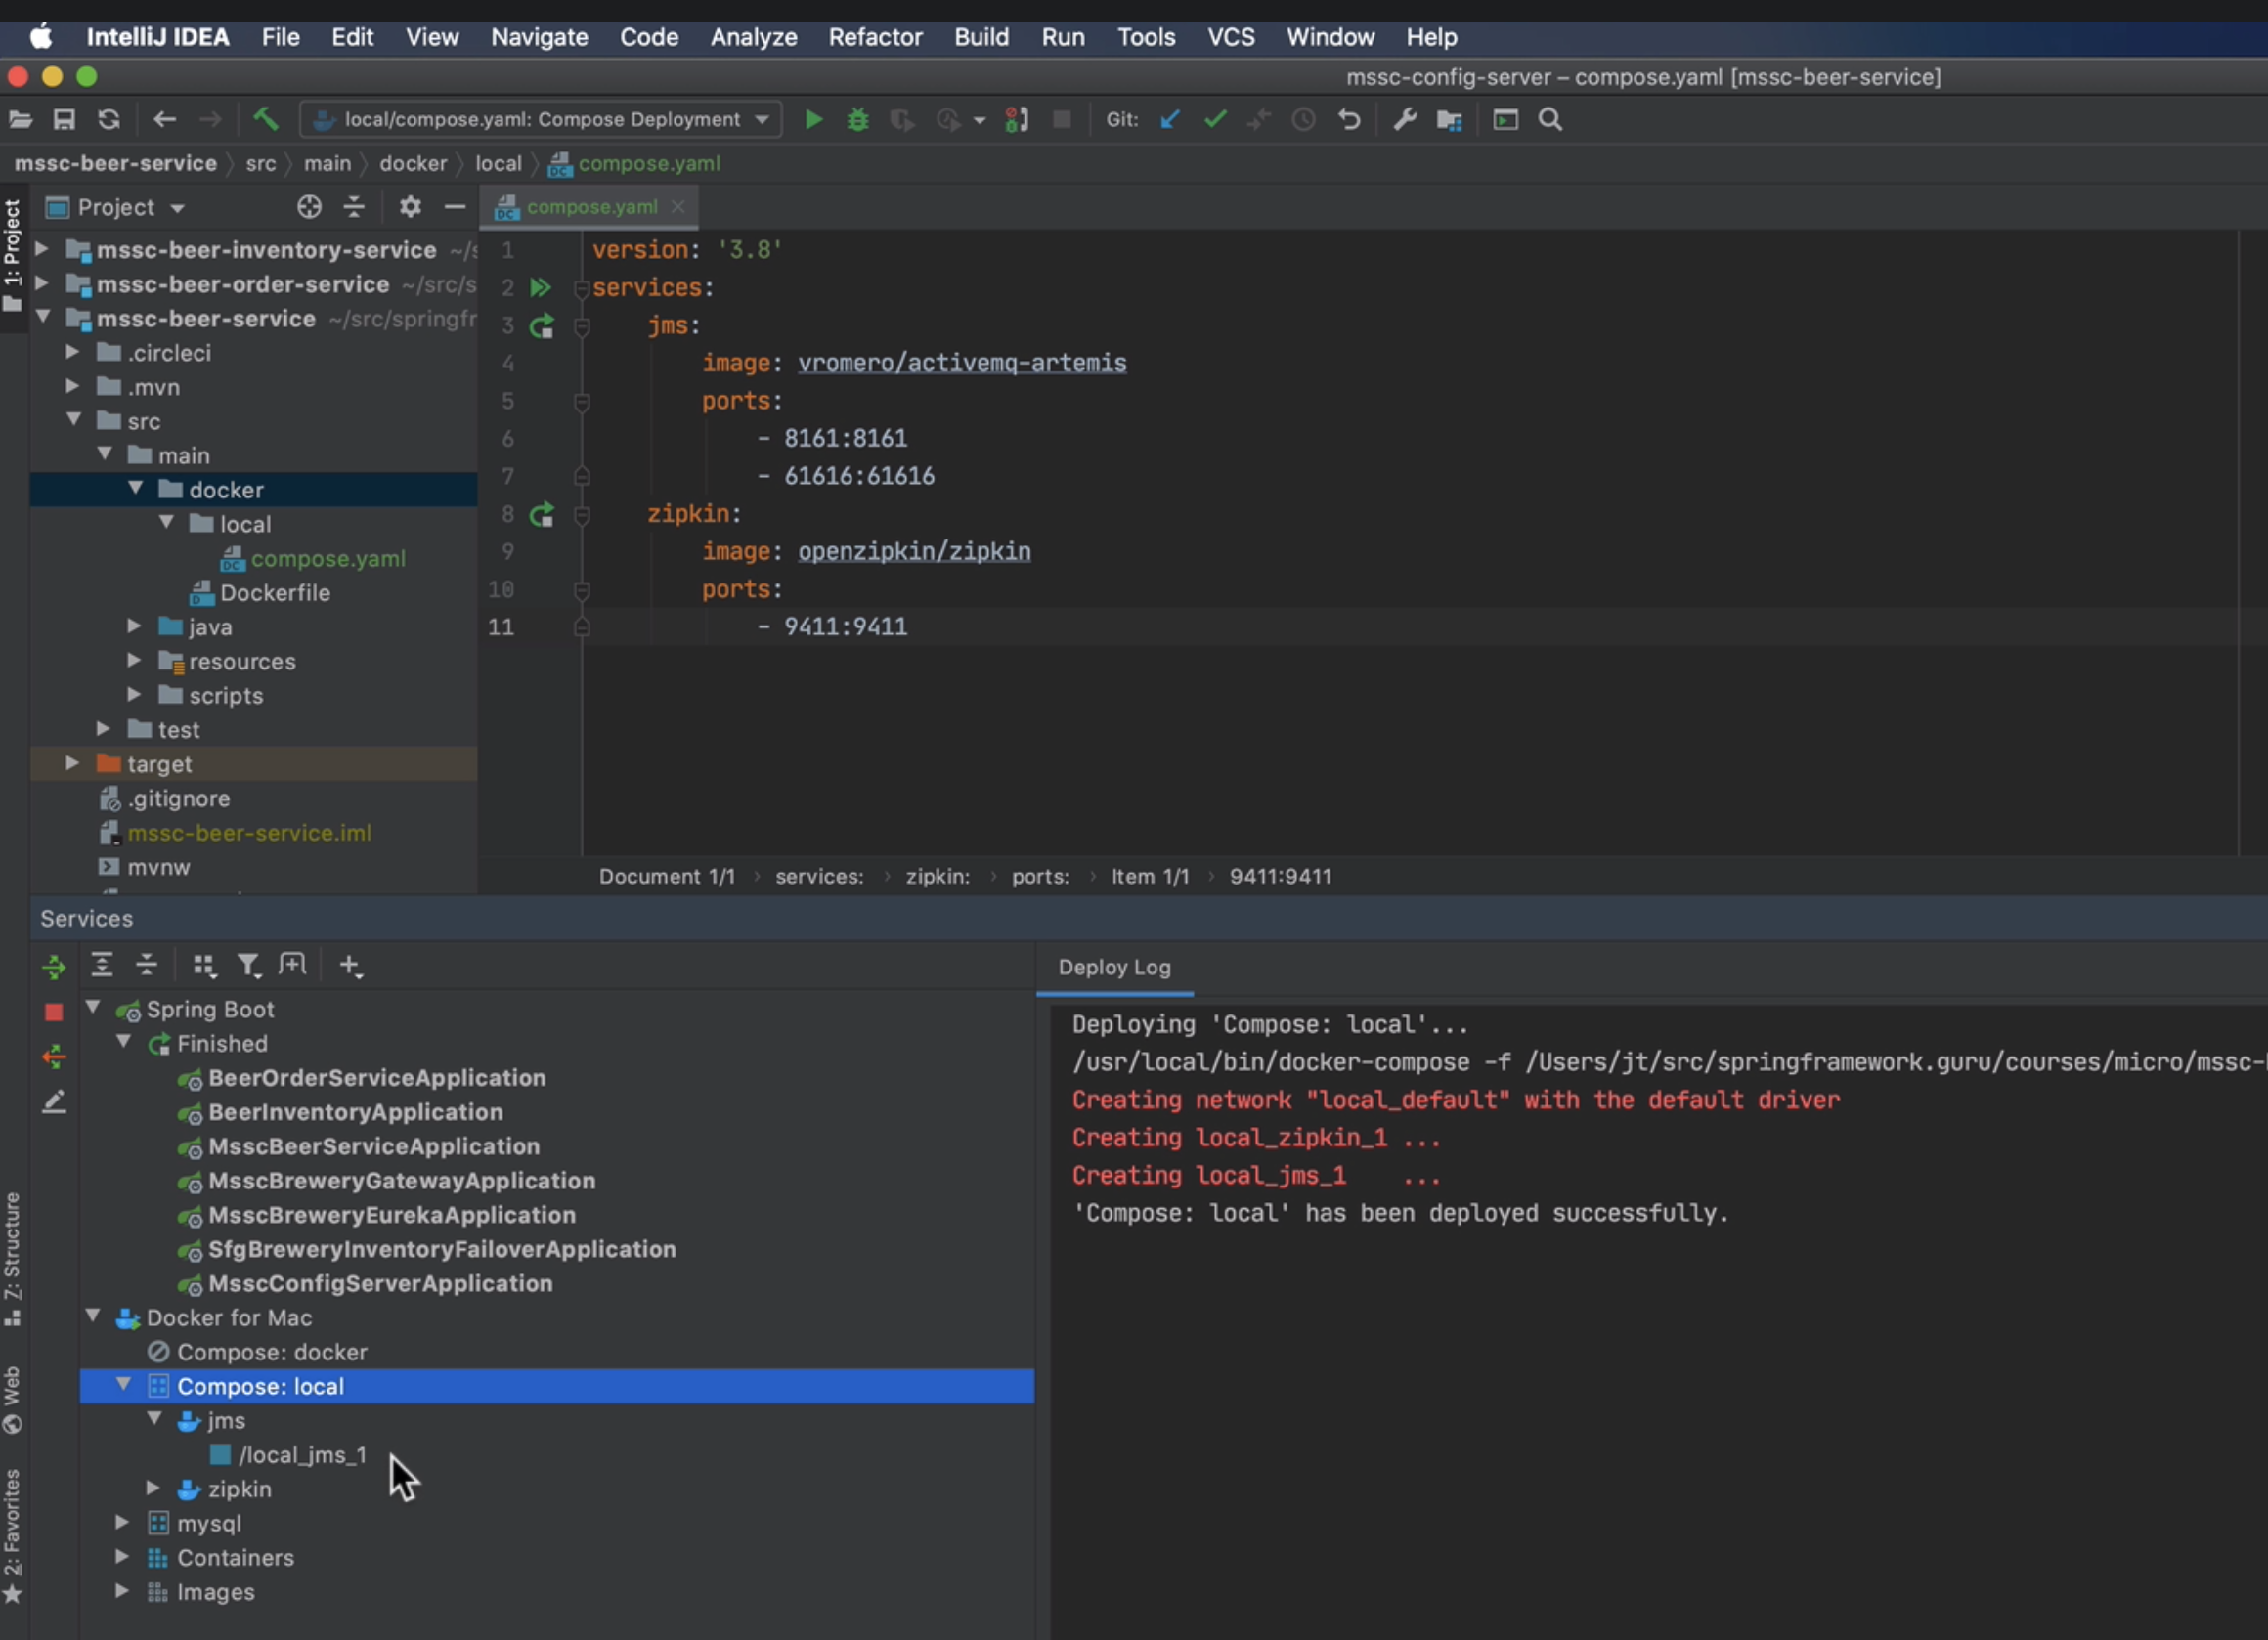 IntelliJ IDEA File Edit View Navigate Code Analyze Refactor Build Run Tools VCS Window Help
mssc-config-server – compose.yaml [mssc-beer-service]
local/compose.yaml: Compose Deployment Git:
mssc-beer-service src main docker local compose.yaml
1: Project
Project
mssc-beer-inventory-service ~/s
mssc-beer-order-service ~/src/s
mssc-beer-service ~/src/springfr
.circleci
.mvn
src
main
docker
local
compose.yaml
Dockerfile
java
resources
scripts
test
target
.gitignore
mssc-beer-service.iml
mvnw
compose.yaml
1 version: '3.8'
2 services:
3 jms:
4 image: vromero/activemq-artemis
5 ports:
6 - 8161:8161
7 - 61616:61616
8 zipkin:
9 image: openzipkin/zipkin
10 ports:
11 - 9411:9411
Document 1/1 › services: › zipkin: › ports: › Item 1/1 › 9411:9411
Services
Spring Boot
Finished
BeerOrderServiceApplication
BeerInventoryApplication
MsscBeerServiceApplication
MsscBreweryGatewayApplication
MsscBreweryEurekaApplication
SfgBreweryInventoryFailoverApplication
MsscConfigServerApplication
Docker for Mac
Compose: docker
Compose: local
jms
/local_jms_1
zipkin
mysql
Containers
Images
Z: Structure
Web
2: Favorites
Deploy Log
Deploying 'Compose: local'...
/usr/local/bin/docker-compose -f /Users/jt/src/springframework.guru/courses/micro/mssc-
Creating network "local_default" with the default driver
Creating local_zipkin_1 ...
Creating local_jms_1 ...
'Compose: local' has been deployed successfully.